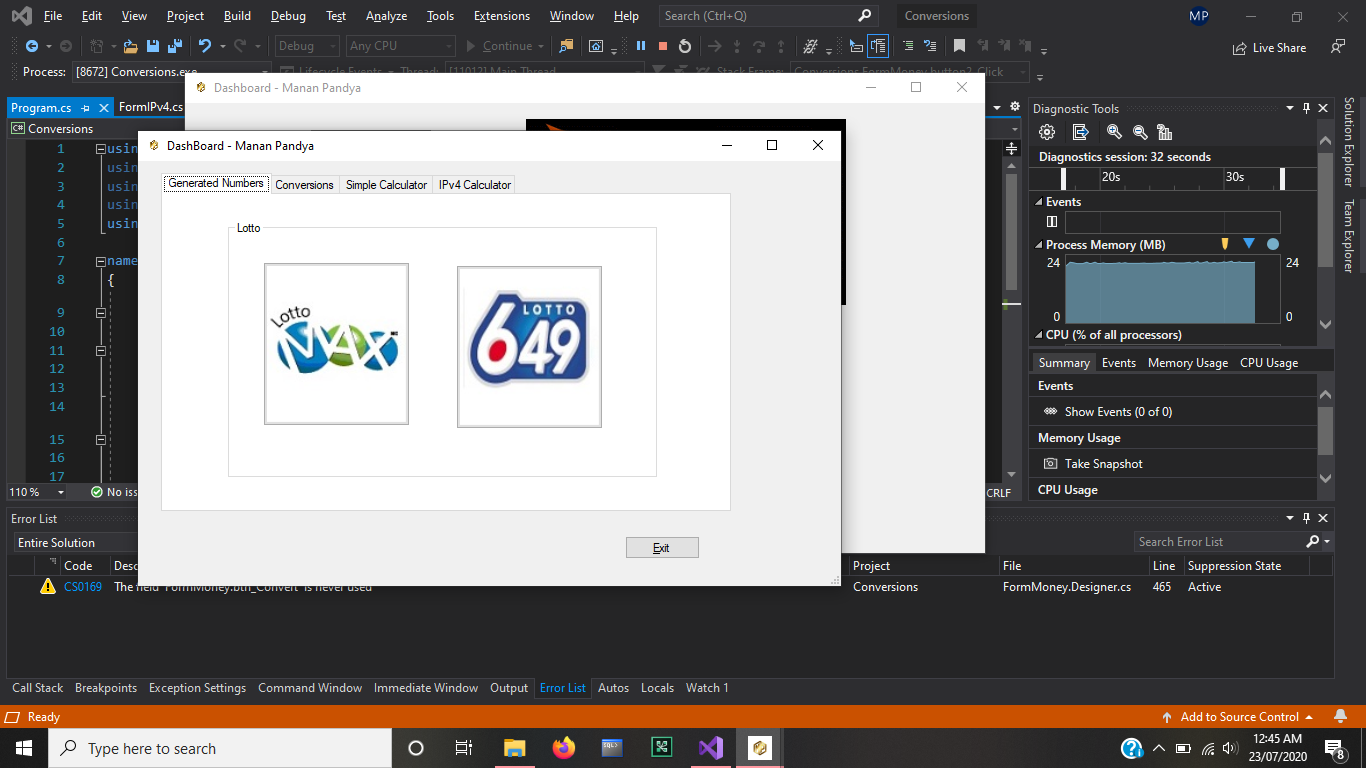 File Edit View Project Build Debug Test Analyze Tools Extensions Window Help Search (Ctrl+Q) Conversions MP
Debug Any CPU Continue Live Share
Process: [8672] Conversions.exe Lifecycle Events Thread: [11012] Main Thread Stack Frame: Conversions.FormMoney.button2_Click
Dashboard - Manan Pandya
Program.cs FormIPv4.cs Diagnostic Tools
C# Conversions
DashBoard - Manan Pandya
Diagnostics session: 32 seconds
20s 30s
Generated Numbers Conversions Simple Calculator IPv4 Calculator
Lotto
Lotto MAX
LOTTO 6 49
Exit
1 usin
2 usin
3 usin
4 usin
5 usin
6
7 name
8 {
9
10
11
12
13
14
15
16
17
110 % No iss CRLF
Events
Process Memory (MB)
24 24
0 0
CPU (% of all processors)
Summary Events Memory Usage CPU Usage
Events
Show Events (0 of 0)
Memory Usage
Take Snapshot
CPU Usage
Solution Explorer
Team Explorer
Error List
Entire Solution Search Error List
Code Desc Project File Line Suppression State
CS0169 The field 'FormMoney.btn_Convert' is never used Conversions FormMoney.Designer.cs 465 Active
Call Stack Breakpoints Exception Settings Command Window Immediate Window Output Error List Autos Locals Watch 1
Ready Add to Source Control
Type here to search
SQL
12:45 AM
23/07/2020
8